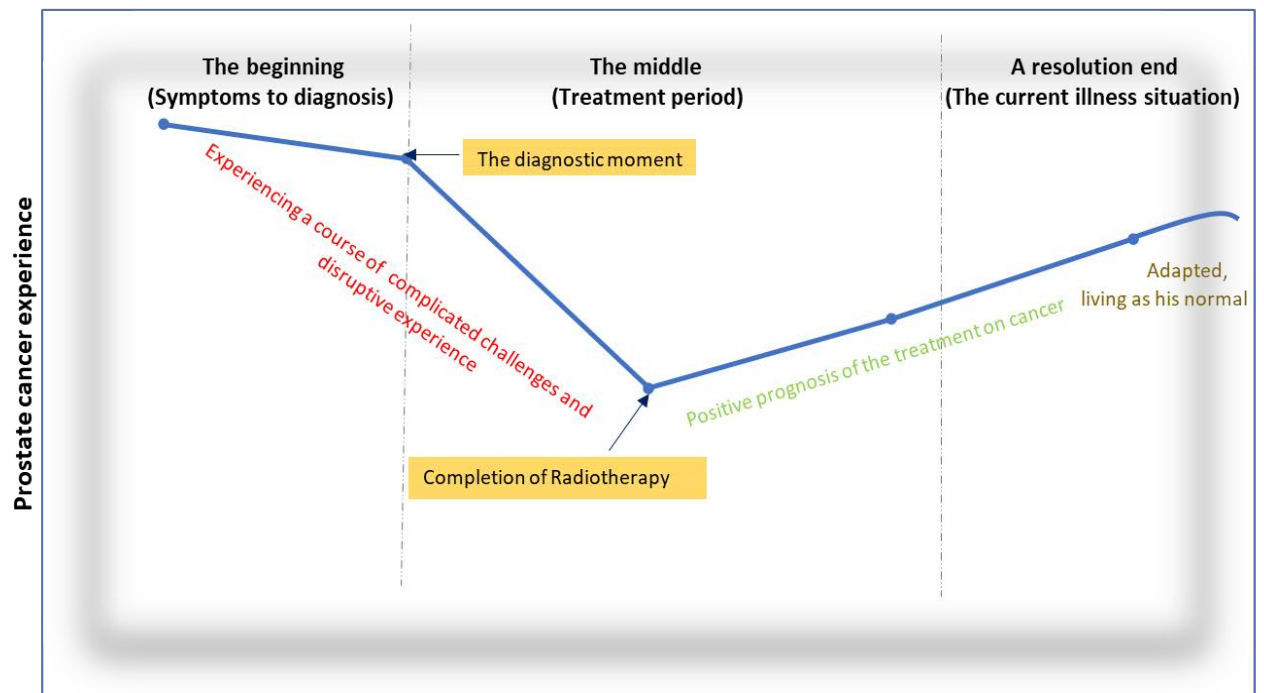 The beginning
(Symptoms to diagnosis)
The middle
(Treatment period)
A resolution end
(The current illness situation)
The diagnostic moment
Experiencing a course of complicated challenges and
disruptive experience
Prostate cancer experience
Adapted,
living as his normal
Positive prognosis of the treatment on cancer
Completion of Radiotherapy